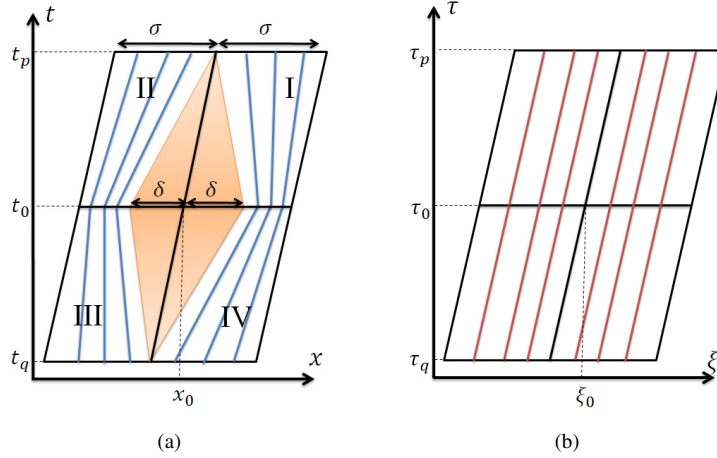 t
σ
σ
t_p
II
I
δ
δ
t_0
III
IV
t_q
x
x_0
(a)
τ
τ_p
τ_0
τ_q
ξ
ξ_0
(b)